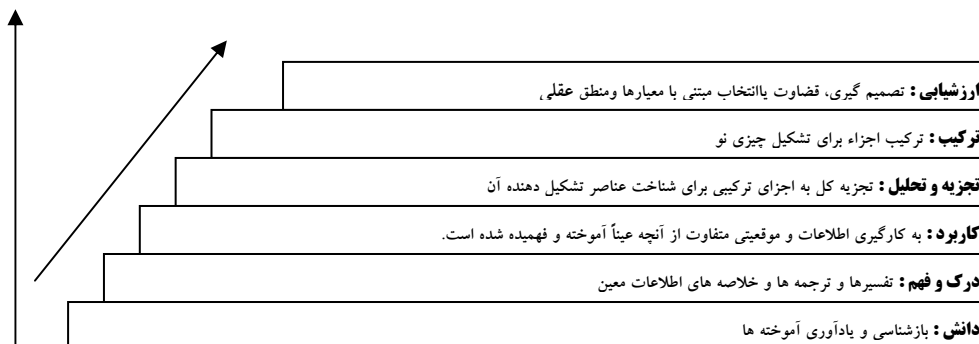 ارزشیابی : تصمیم گیری، قضاوت یاانتخاب مبتنی با معیارها ومنطق عقلی
ترکیب : ترکیب اجزاء برای تشکیل چیزی نو
تجزیه و تحلیل : تجزیه کل به اجزای ترکیبی برای شناخت عناصر تشکیل دهنده آن
کاربرد : به کارگیری اطلاعات و موقعیتی متفاوت از آنچه عیناً آموخته و فهمیده شده است.
درک و فهم : تفسیرها و ترجمه ها و خلاصه های اطلاعات معین
دانش : بازشناسی و یادآوری آموخته ها